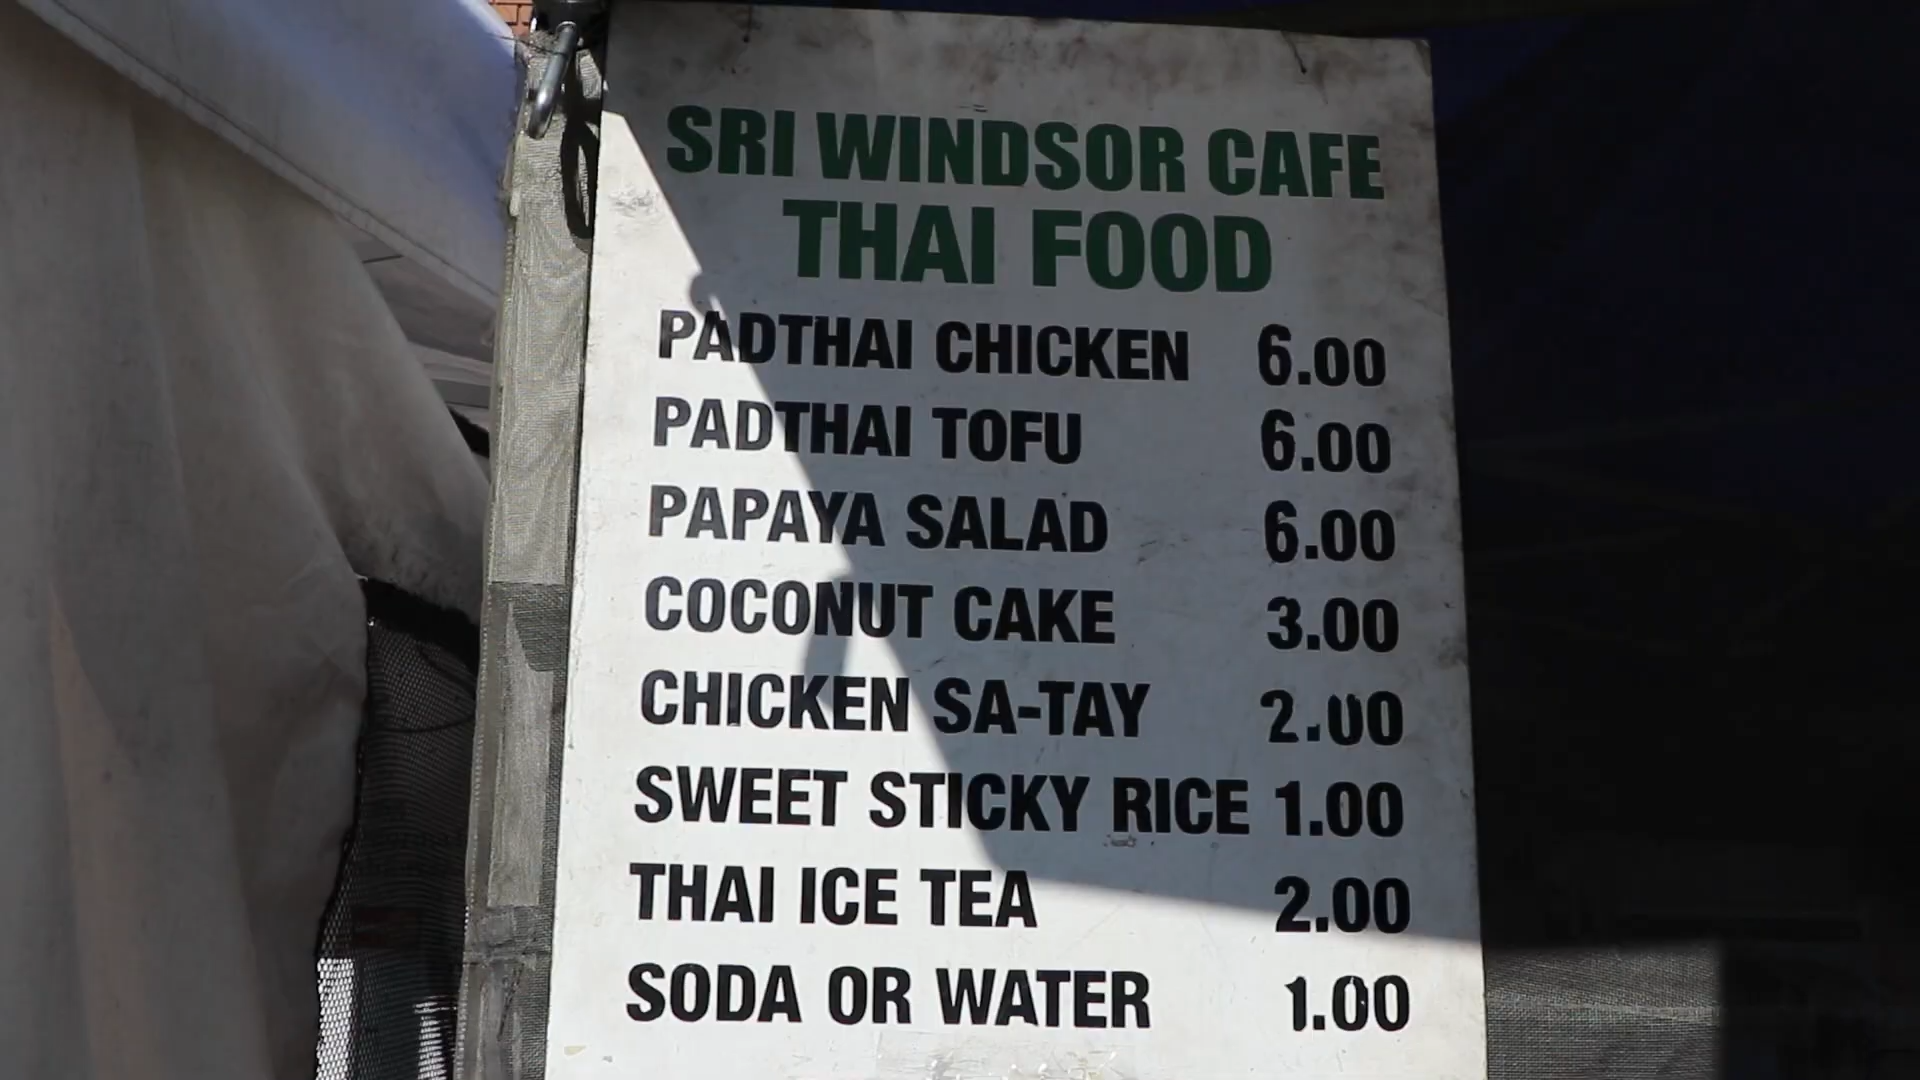 SRI WINDSOR CAFE
THAI FOOD
PADTHAI CHICKEN 6.00
PADTHAI TOFU 6.00
PAPAYA SALAD 6.00
COCONUT CAKE 3.00
CHICKEN SA-TAY 2.00
SWEET STICKY RICE 1.00
THAI ICE TEA 2.00
SODA OR WATER 1.00